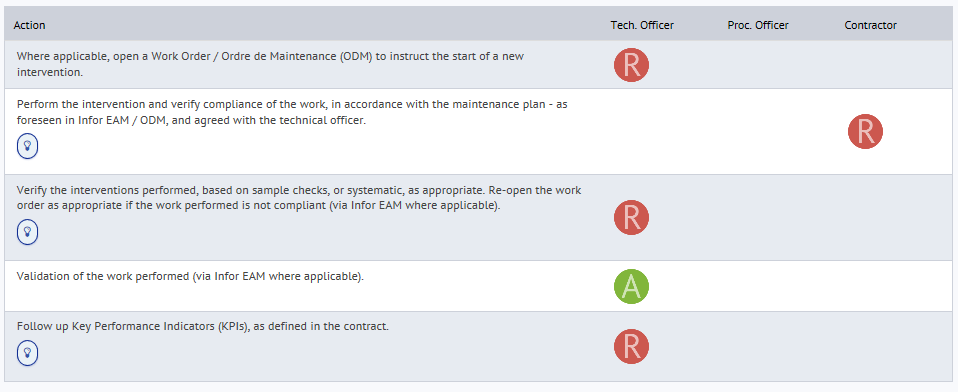 Action Tech. Officer Proc. Officer Contractor
Where applicable, open a Work Order / Ordre de Maintenance (ODM) to instruct the start of a new
intervention.
R
Perform the intervention and verify compliance of the work, in accordance with the maintenance plan - as
foreseen in Infor EAM / ODM, and agreed with the technical officer.
R
Verify the interventions performed, based on sample checks, or systematic, as appropriate. Re-open the work
order as appropriate if the work performed is not compliant (via Infor EAM where applicable).
R
Validation of the work performed (via Infor EAM where applicable).
A
Follow up Key Performance Indicators (KPIs), as defined in the contract.
R